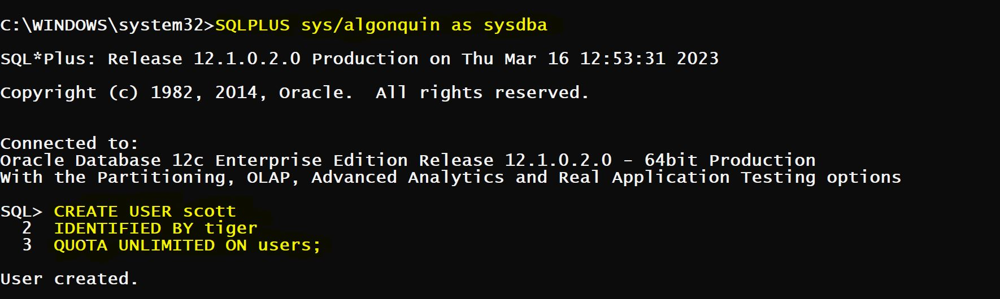 C:\WINDOWS\system32>SQLPLUS sys/algonquin as sysdba
SQL*Plus: Release 12.1.0.2.0 Production on Thu Mar 16 12:53:31 2023
Copyright (c) 1982, 2014, Oracle.  All rights reserved.
Connected to:
Oracle Database 12c Enterprise Edition Release 12.1.0.2.0 - 64bit Production
With the Partitioning, OLAP, Advanced Analytics and Real Application Testing options
SQL> CREATE USER scott
  2  IDENTIFIED BY tiger
  3  QUOTA UNLIMITED ON users;
User created.